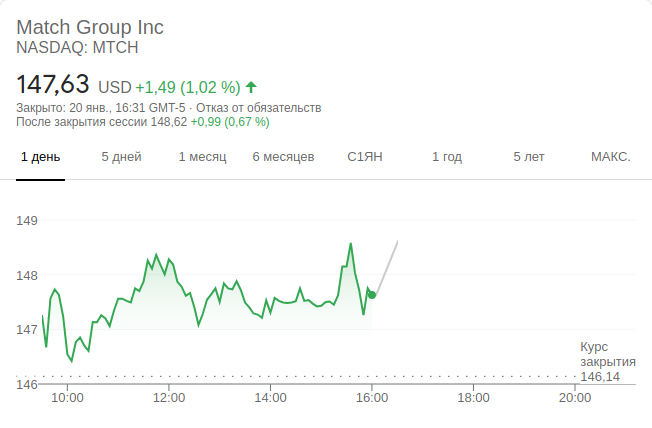 Match Group Inc
NASDAQ: MTCH
147,63 USD +1,49 (1,02 %)
Закрыто: 20 янв., 16:31 GMT-5 · Отказ от обязательств
После закрытия сессии 148,62 +0,99 (0,67 %)
1 день 5 дней 1 месяц 6 месяцев С1ЯН 1 год 5 лет МАКС.
149
148
147
Курс
закрытия
146,14
146
10:00 12:00 14:00 16:00 18:00 20:00